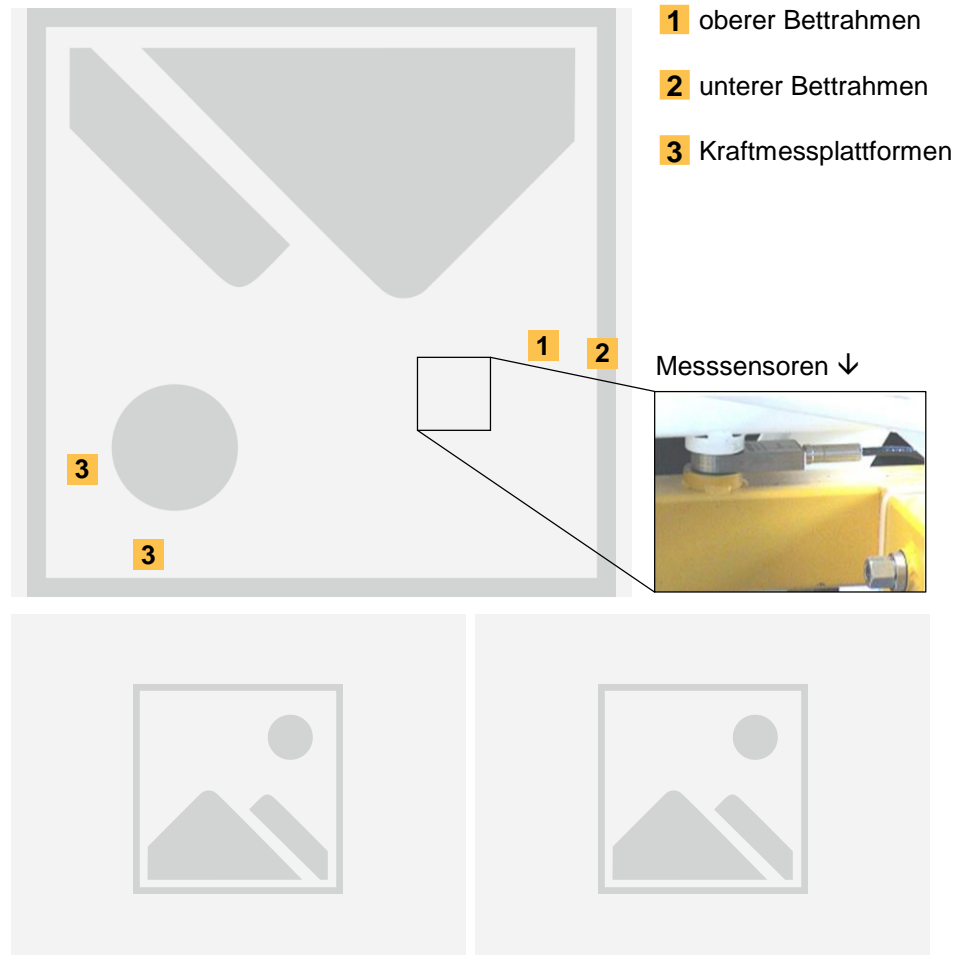 1 oberer Bettrahmen
2 unterer Bettrahmen
3 Kraftmessplattformen
1
2
Messsensoren ↓
3
3